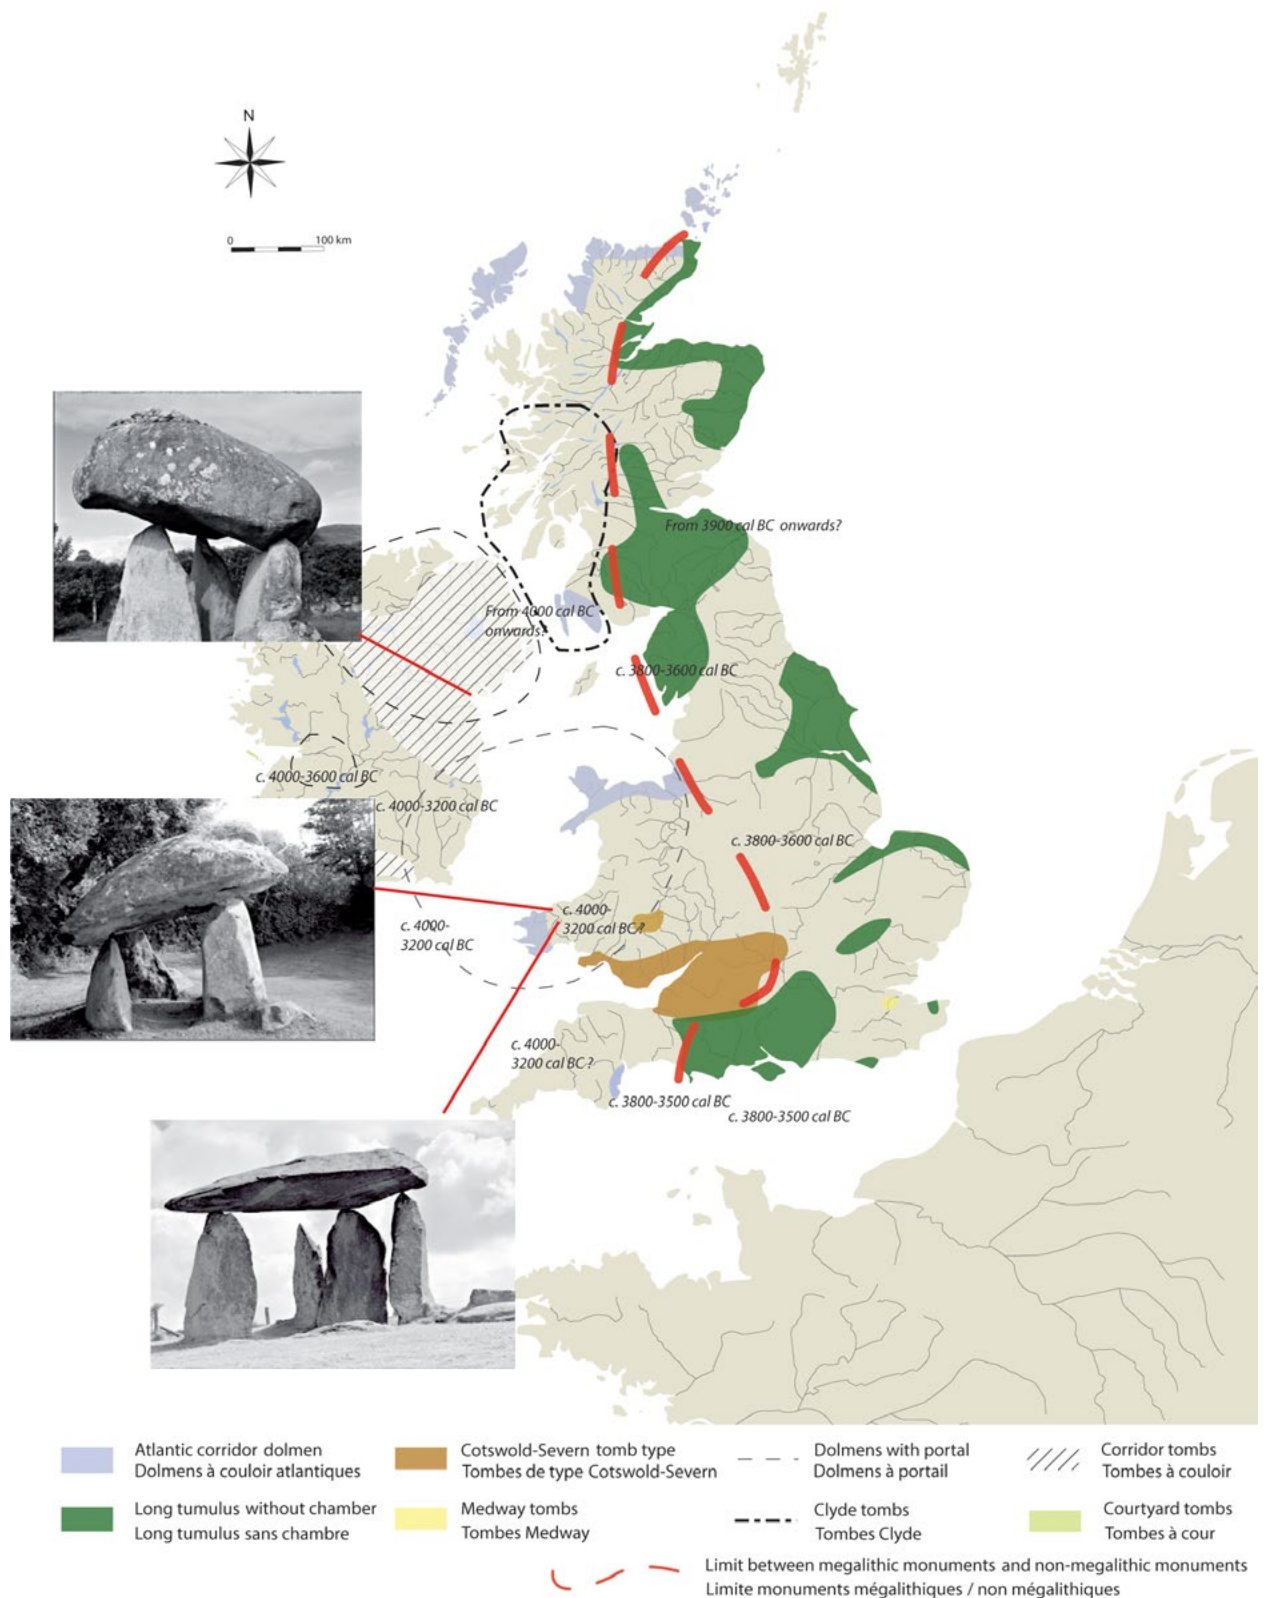 N
0 100 km
From 3900 cal BC onwards?
From 4000 cal BC
onwards?
c. 3800-3600 cal BC
c. 4000-3600 cal BC
c. 4000-3200 cal BC
c. 3800-3600 cal BC
c. 4000-
3200 cal BC
c. 4000-
3200 cal BC ?
c. 4000-
3200 cal BC ?
c. 3800-3500 cal BC
c. 3800-3500 cal BC
Atlantic corridor dolmen
Dolmens à couloir atlantiques
Cotswold-Severn tomb type
Tombes de type Cotswold-Severn
Dolmens with portal
Dolmens à portail
Corridor tombs
Tombes à couloir
Long tumulus without chamber
Long tumulus sans chambre
Medway tombs
Tombes Medway
Clyde tombs
Tombes Clyde
Courtyard tombs
Tombes à cour
Limit between megalithic monuments and non-megalithic monuments
Limite monuments mégalithiques / non mégalithiques